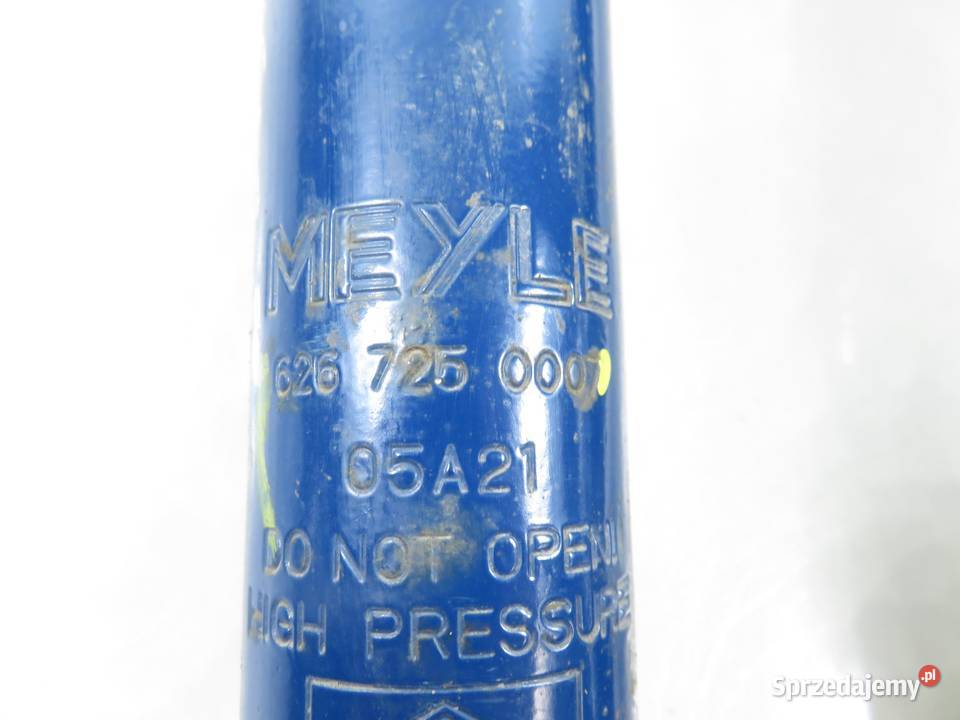 MEYLE
626 725 0007
05A21
DO NOT OPEN!
HIGH PRESSURE
Sprzedajemy.pl